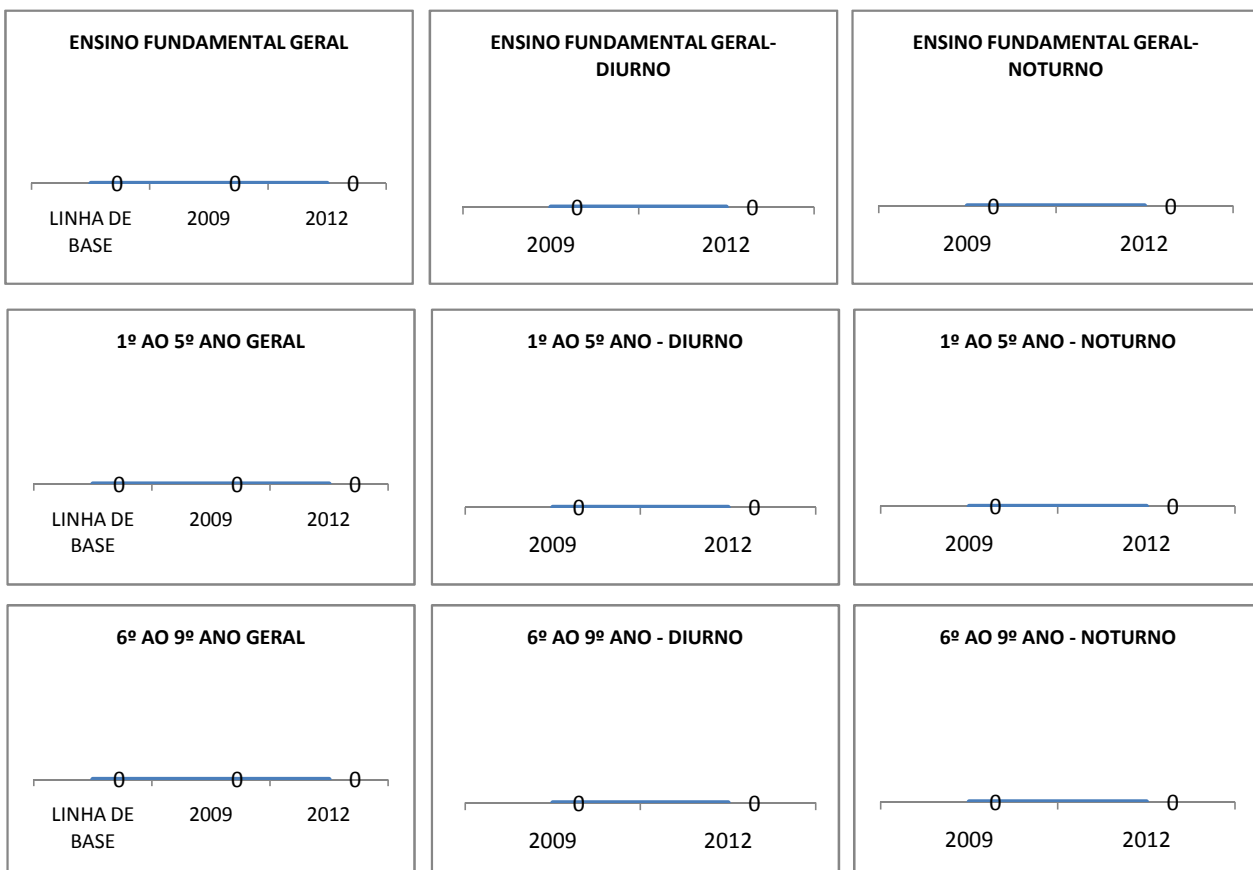 ENSINO FUNDAMENTAL GERAL
0 0 0
LINHA DE
BASE
2009 2012
ENSINO FUNDAMENTAL GERAL-
DIURNO
0 0
2009 2012
ENSINO FUNDAMENTAL GERAL-
NOTURNO
0 0
2009 2012
1º AO 5º ANO GERAL
0 0 0
LINHA DE
BASE
2009 2012
1º AO 5º ANO - DIURNO
0 0
2009 2012
1º AO 5º ANO - NOTURNO
0 0
2009 2012
6º AO 9º ANO GERAL
0 0 0
LINHA DE
BASE
2009 2012
6º AO 9º ANO - DIURNO
0 0
2009 2012
6º AO 9º ANO - NOTURNO
0 0
2009 2012